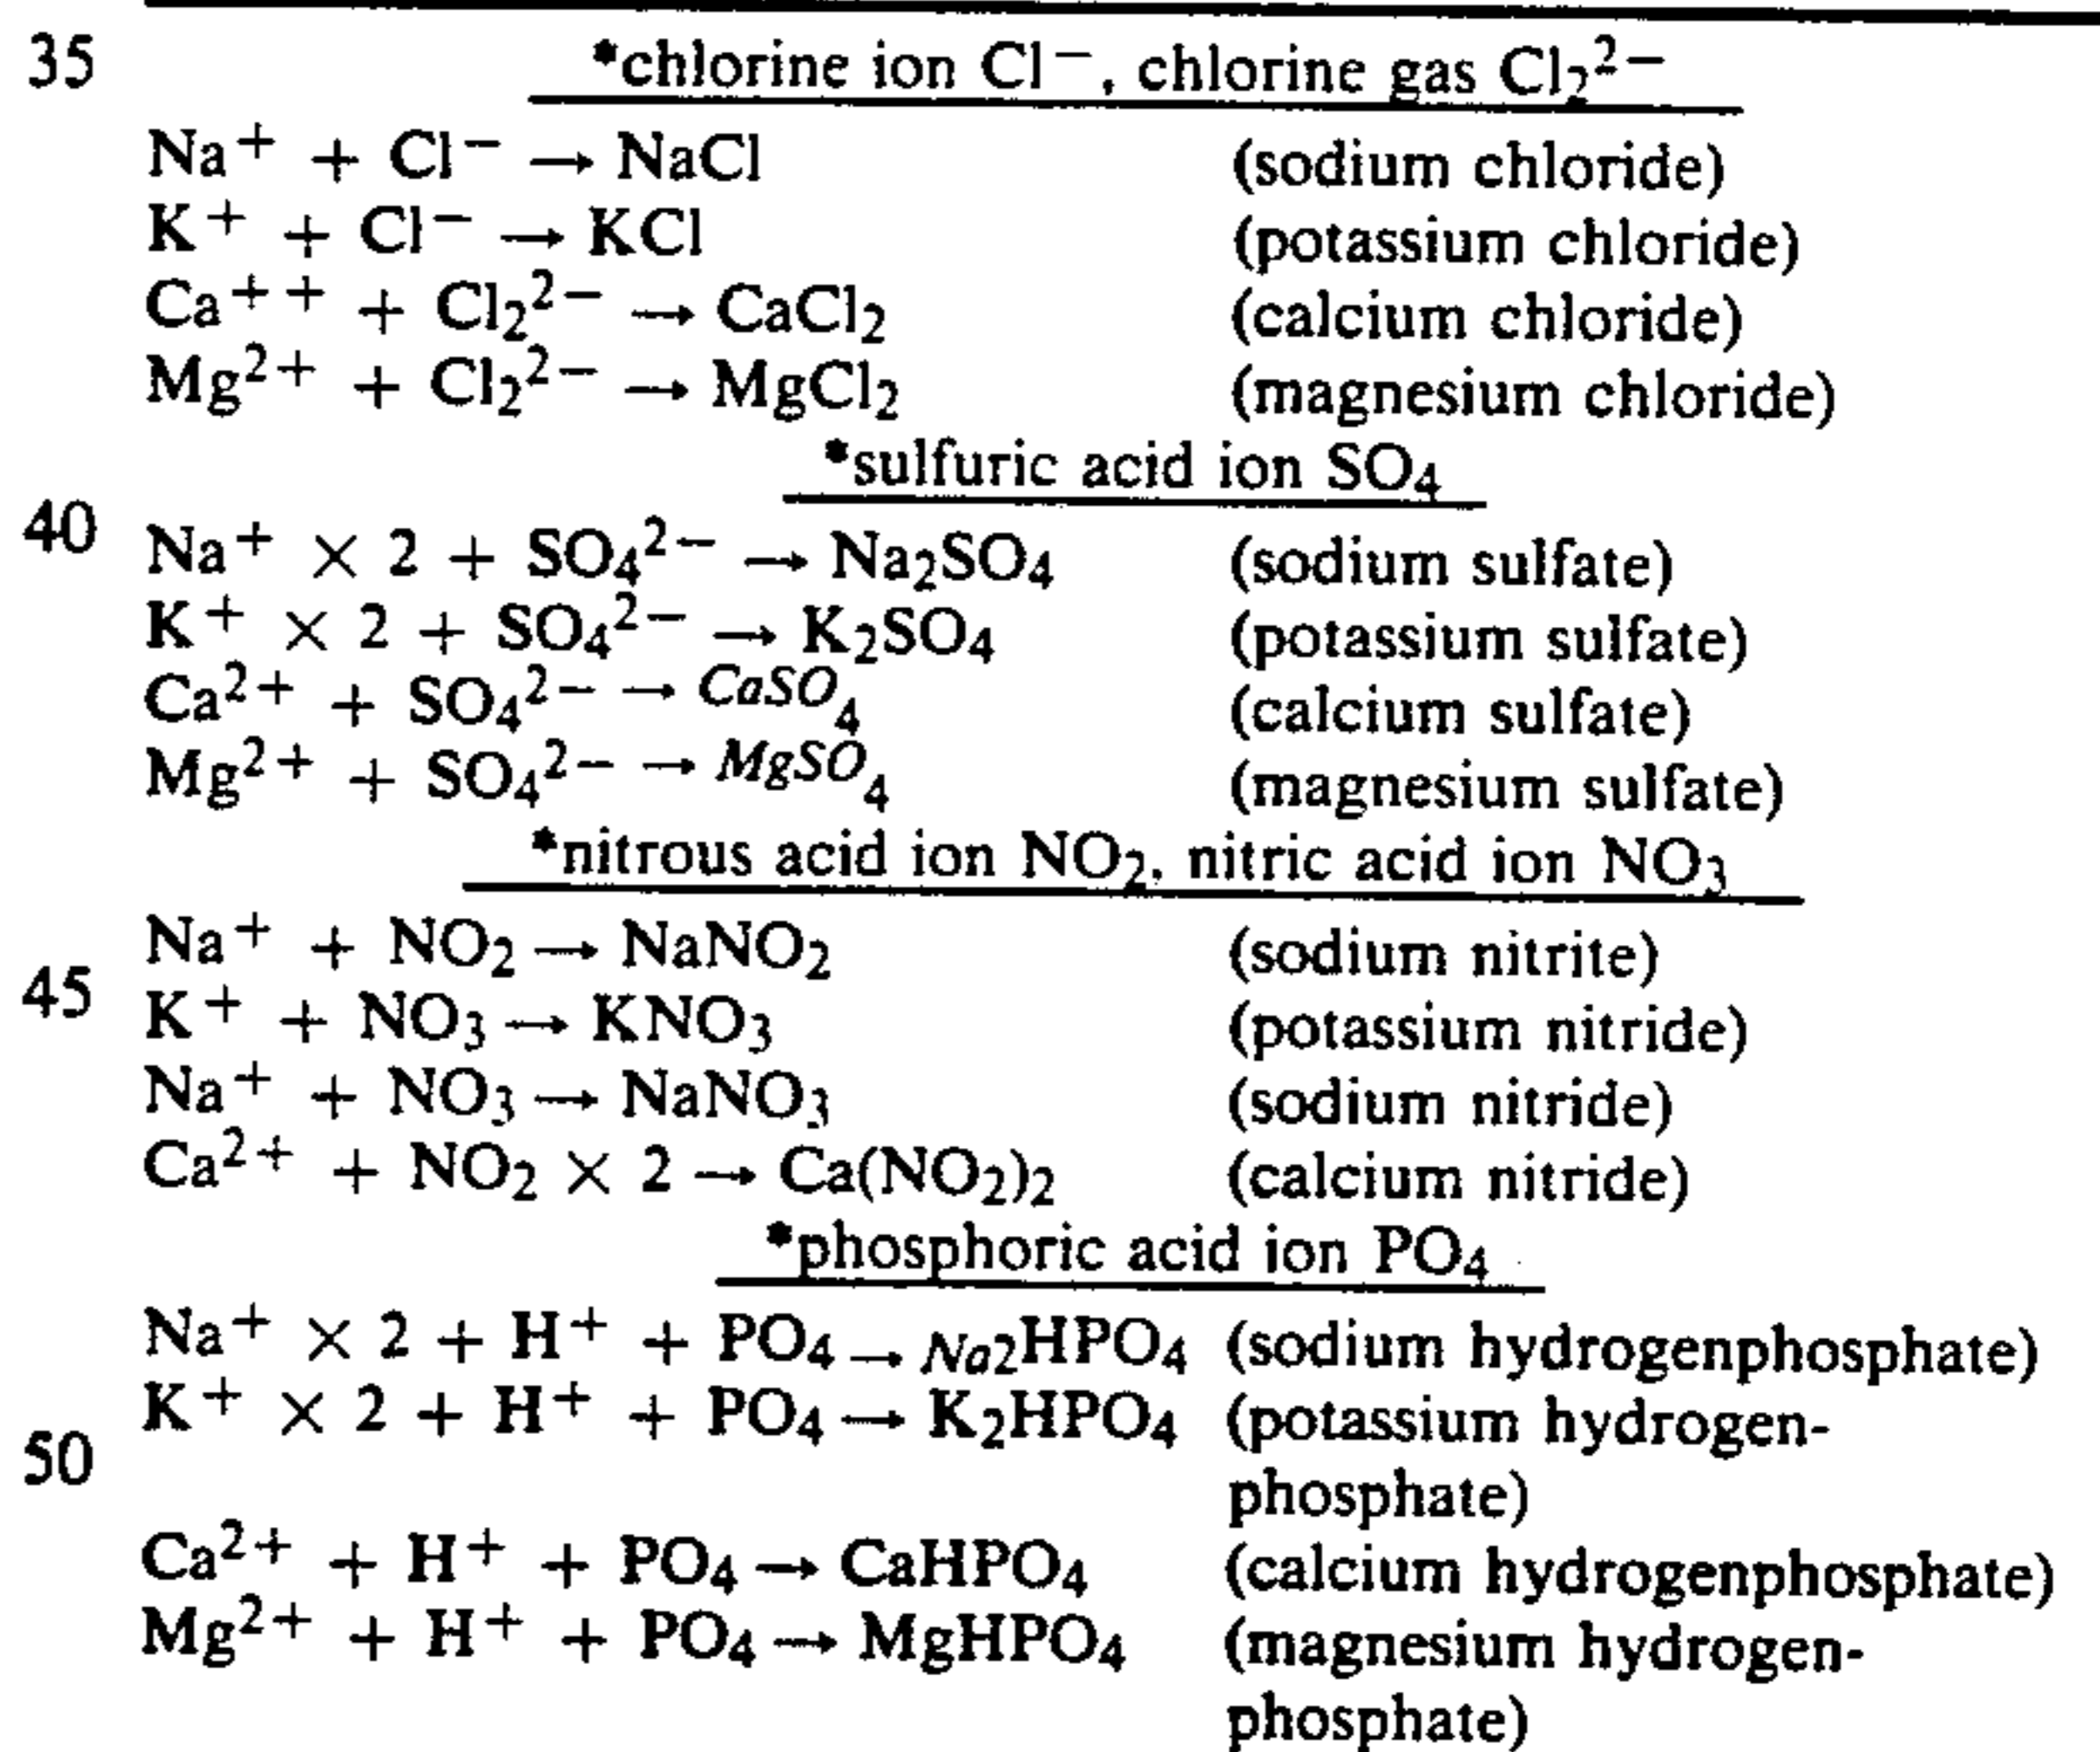 35 *chlorine ion Cl⁻, chlorine gas Cl₂²⁻
Na⁺ + Cl⁻ → NaCl (sodium chloride)
K⁺ + Cl⁻ → KCl (potassium chloride)
Ca⁺⁺ + Cl₂²⁻ → CaCl₂ (calcium chloride)
Mg²⁺ + Cl₂²⁻ → MgCl₂ (magnesium chloride)
*sulfuric acid ion SO₄
40 Na⁺ × 2 + SO₄²⁻ → Na₂SO₄ (sodium sulfate)
K⁺ × 2 + SO₄²⁻ → K₂SO₄ (potassium sulfate)
Ca²⁺ + SO₄²⁻ → CaSO₄ (calcium sulfate)
Mg²⁺ + SO₄²⁻ → MgSO₄ (magnesium sulfate)
*nitrous acid ion NO₂, nitric acid ion NO₃
Na⁺ + NO₂ → NaNO₂ (sodium nitrite)
45 K⁺ + NO₃ → KNO₃ (potassium nitride)
Na⁺ + NO₃ → NaNO₃ (sodium nitride)
Ca²⁺ + NO₂ × 2 → Ca(NO₂)₂ (calcium nitride)
*phosphoric acid ion PO₄
Na⁺ × 2 + H⁺ + PO₄ → Na₂HPO₄ (sodium hydrogenphosphate)
K⁺ × 2 + H⁺ + PO₄ → K₂HPO₄ (potassium hydrogen-
50 phosphate)
Ca²⁺ + H⁺ + PO₄ → CaHPO₄ (calcium hydrogenphosphate)
Mg²⁺ + H⁺ + PO₄ → MgHPO₄ (magnesium hydrogen-
phosphate)